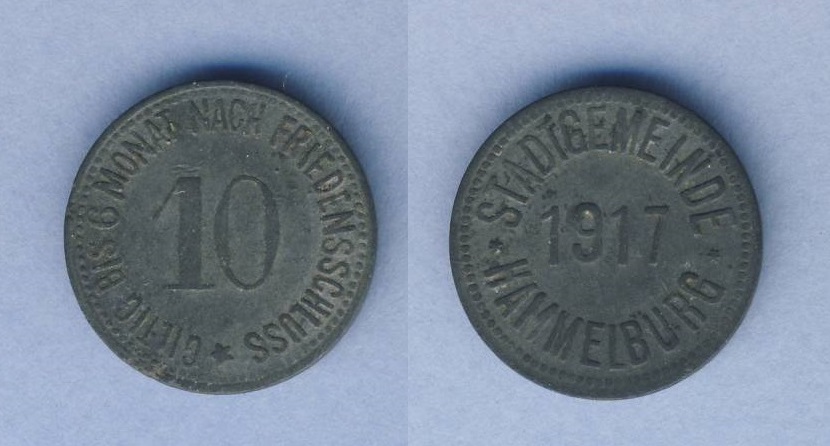 GILTIG BIS 6 MONAT NACH FRIEDENSSCHLUSS
10
STADTGEMEINDE
1917
HAMMELBURG